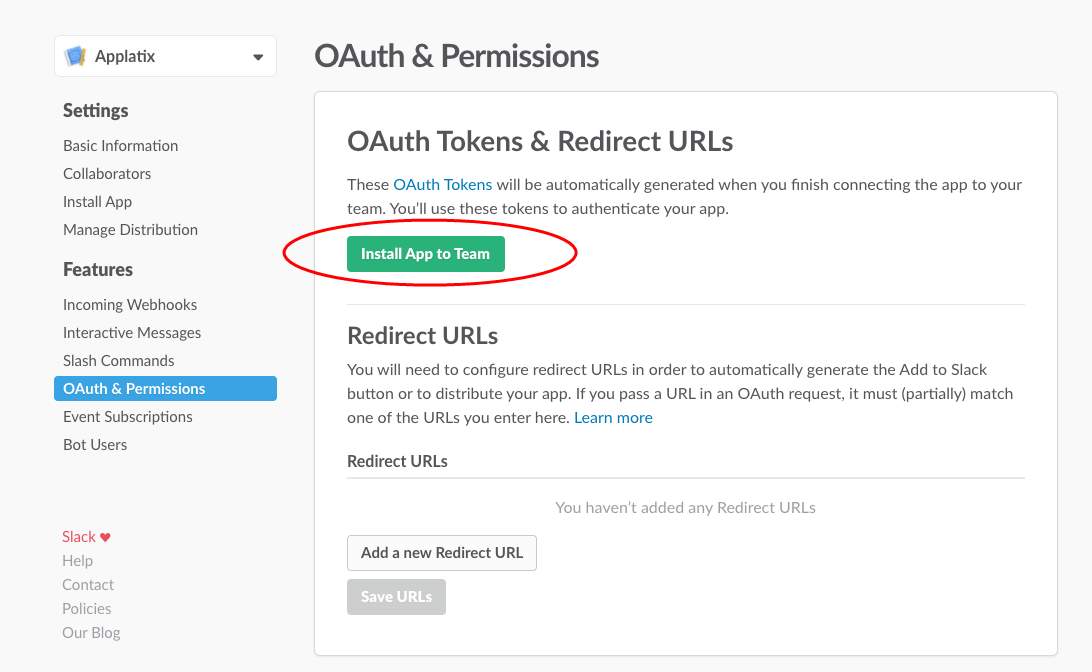 Applatix
Settings
Basic Information
Collaborators
Install App
Manage Distribution
Features
Incoming Webhooks
Interactive Messages
Slash Commands
OAuth & Permissions
Event Subscriptions
Bot Users
Slack ♥
Help
Contact
Policies
Our Blog
OAuth & Permissions
OAuth Tokens & Redirect URLs
These OAuth Tokens will be automatically generated when you finish connecting the app to your
team. You’ll use these tokens to authenticate your app.
Install App to Team
Redirect URLs
You will need to configure redirect URLs in order to automatically generate the Add to Slack
button or to distribute your app. If you pass a URL in an OAuth request, it must (partially) match
one of the URLs you enter here. Learn more
Redirect URLs
You haven’t added any Redirect URLs
Add a new Redirect URL
Save URLs